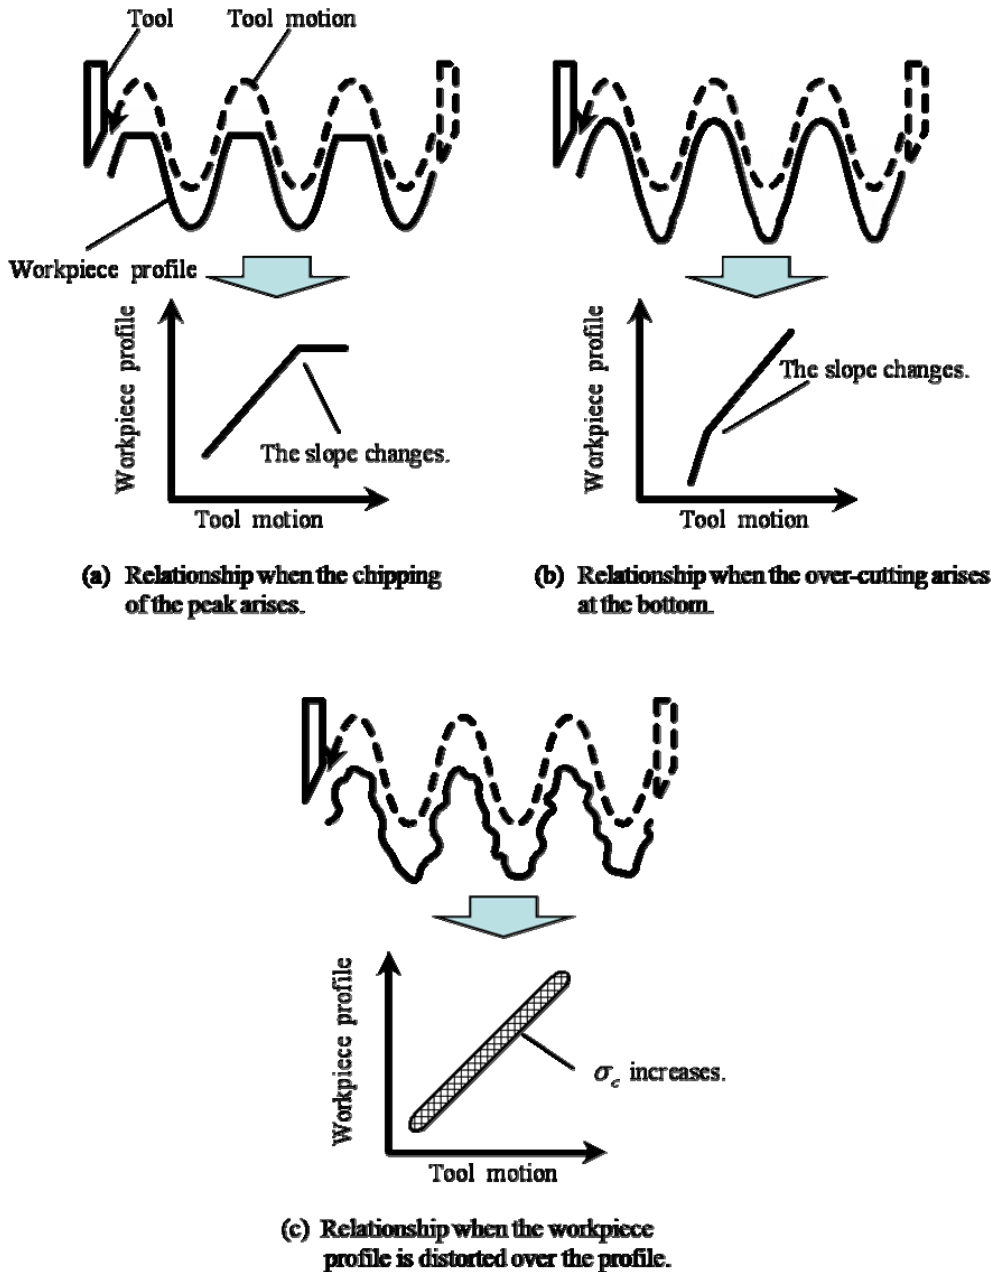 Tool
Tool motion
Workpiece profile
Workpiece profile
The slope changes.
Tool motion
(a) Relationship when the chipping
of the peak arises.
Workpiece profile
The slope changes.
Tool motion
(b) Relationship when the over-cutting arises
at the bottom.
Workpiece profile
σc increases.
Tool motion
(c) Relationship when the workpiece
profile is distorted over the profile.